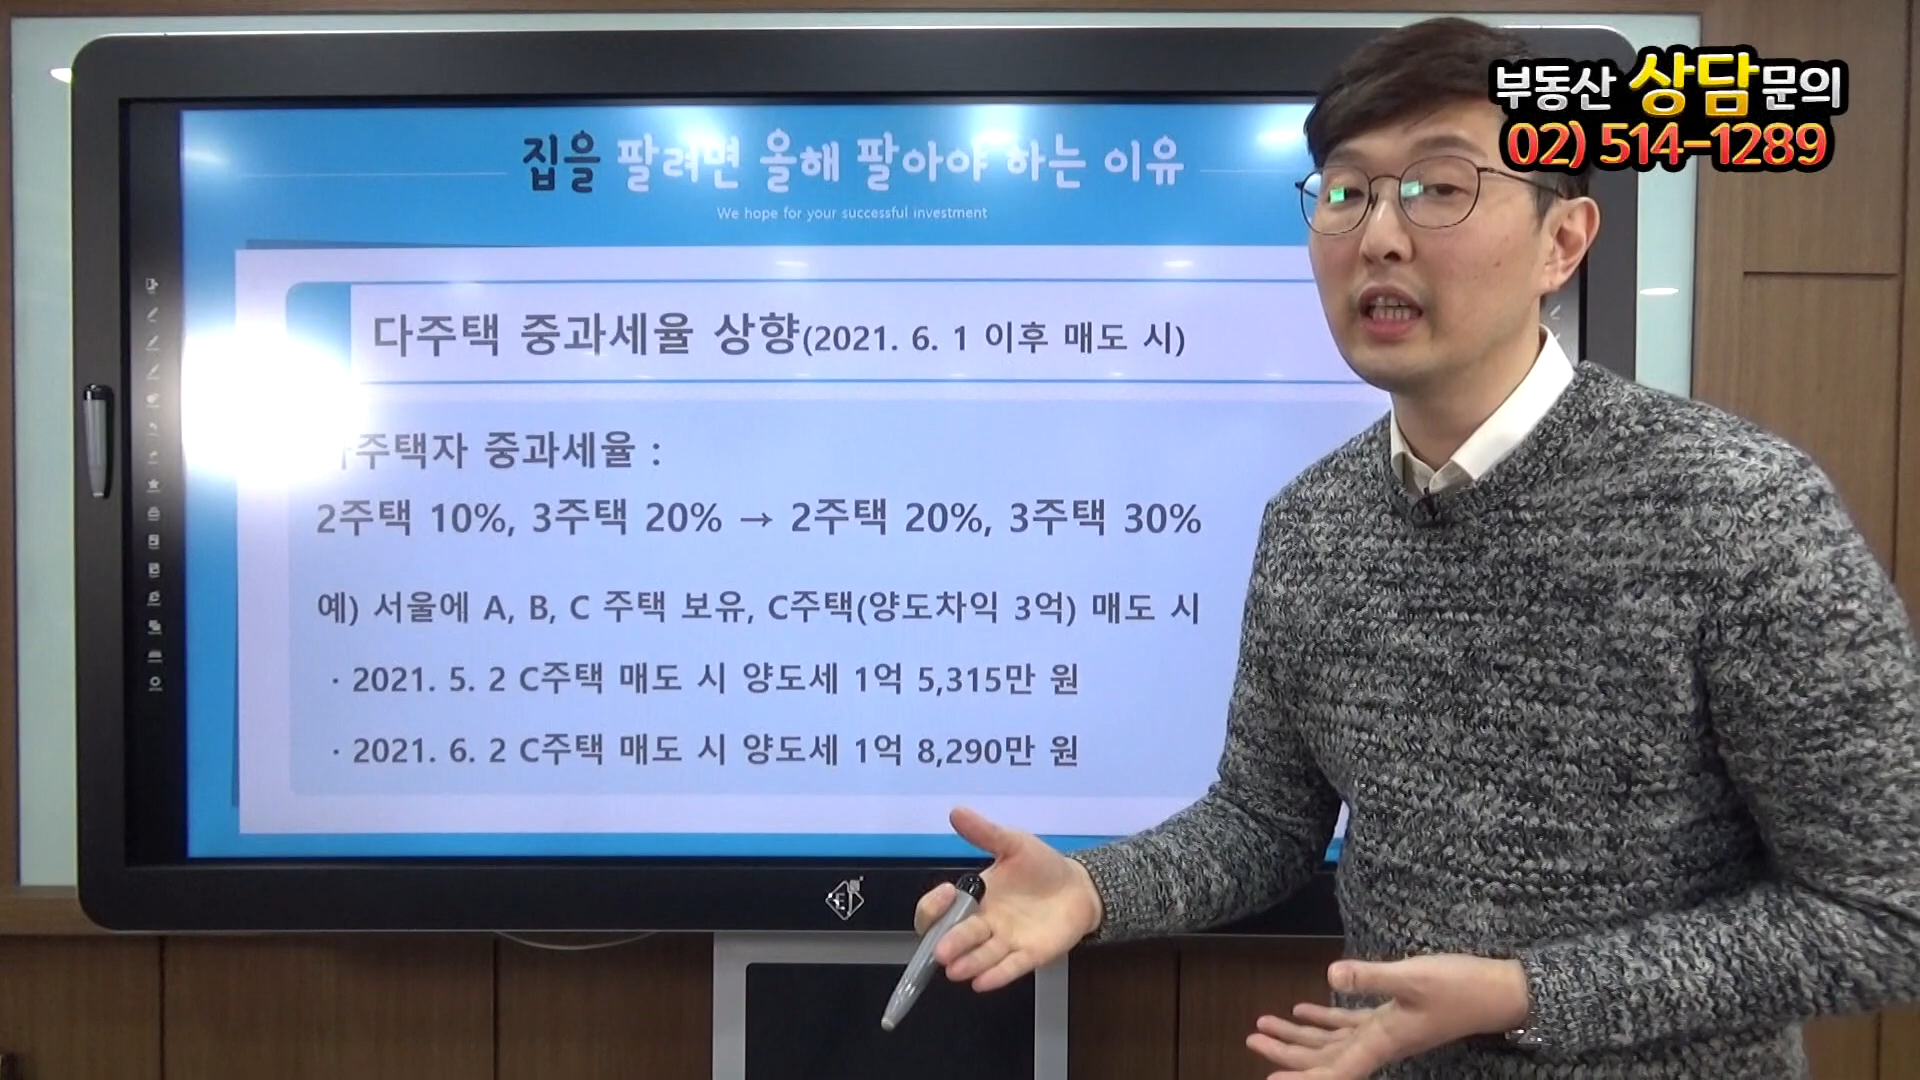 부동산 상담문의
02) 514-1289
집을 팔려면 올해 팔아야 하는 이유
We hope for your successful investment
다주택 중과세율 상향(2021. 6. 1 이후 매도 시)
주택자 중과세율 :
2주택 10%, 3주택 20% → 2주택 20%, 3주택 30%
예) 서울에 A, B, C 주택 보유, C주택(양도차익 3억) 매도 시
· 2021. 5. 2 C주택 매도 시 양도세 1억 5,315만 원
· 2021. 6. 2 C주택 매도 시 양도세 1억 8,290만 원